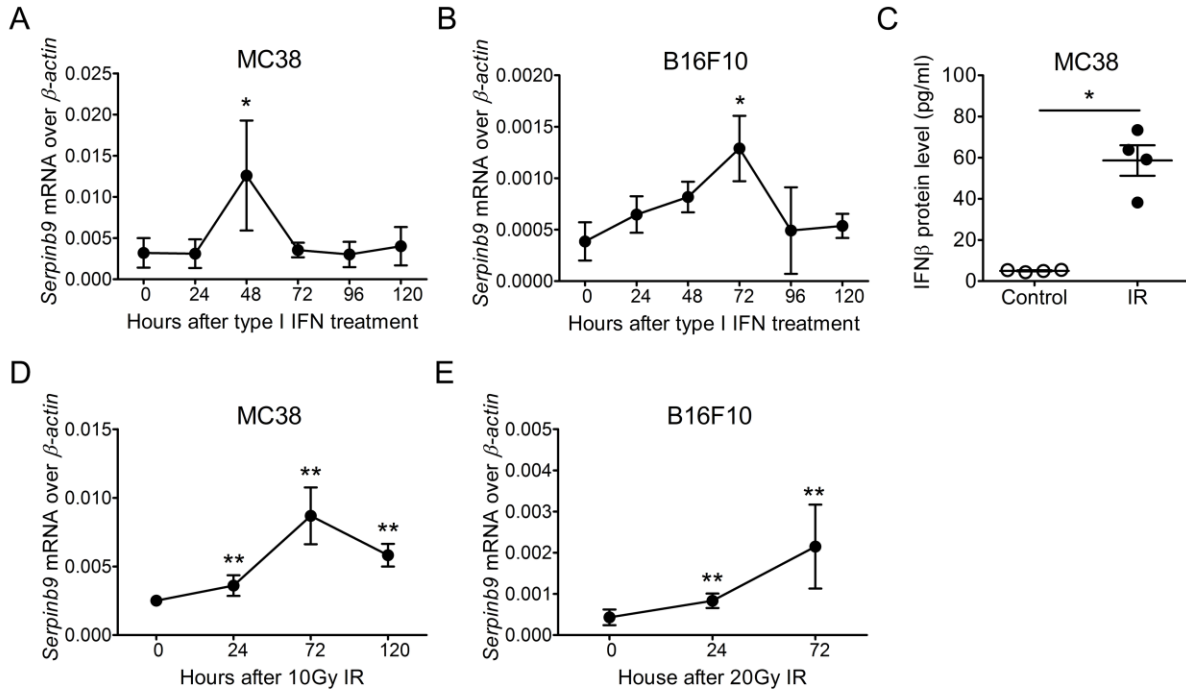 A
MC38
Serpinb9 mRNA over β-actin
0.025
0.020
0.015
0.010
0.005
0.000
*
0 24 48 72 96 120
Hours after type I IFN treatment
B
B16F10
Serpinb9 mRNA over β-actin
0.0020
0.0015
0.0010
0.0005
0.0000
*
0 24 48 72 96 120
Hours after type I IFN treatment
C
MC38
IFNβ protein level (pg/ml)
100
80
60
40
20
0
*
Control IR
D
MC38
Serpinb9 mRNA over β-actin
0.015
0.010
0.005
0.000
**
**
**
0 24 72 120
Hours after 10Gy IR
E
B16F10
Serpinb9 mRNA over β-actin
0.005
0.004
0.003
0.002
0.001
0.000
**
**
0 24 72
House after 20Gy IR